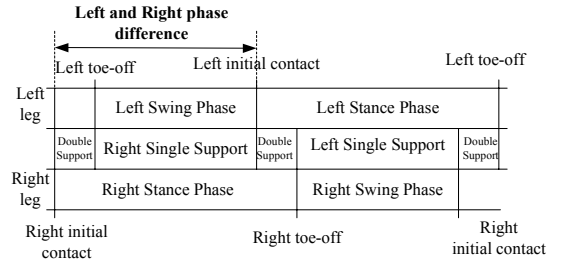 Left and Right phase
difference
Left toe-off
Left initial contact
Left toe-off
Left
leg
Left Swing Phase
Left Stance Phase
Double
Support
Right Single Support
Double
Support
Left Single Support
Double
Support
Right
leg
Right Stance Phase
Right Swing Phase
Right initial
contact
Right toe-off
Right
initial contact